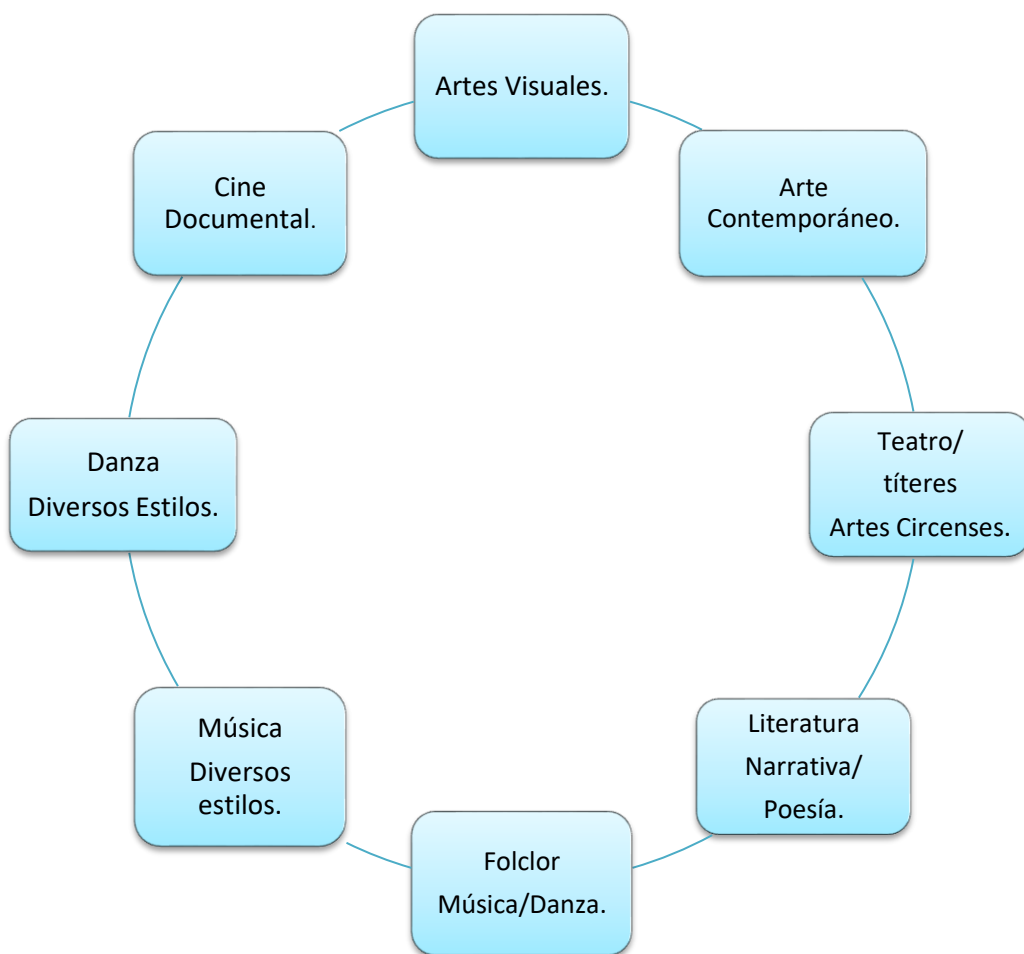 Artes Visuales.
Arte
Contemporáneo.
Teatro/
títeres
Artes Circenses.
Literatura
Narrativa/
Poesía.
Folclor
Música/Danza.
Música
Diversos
estilos.
Danza
Diversos Estilos.
Cine
Documental.